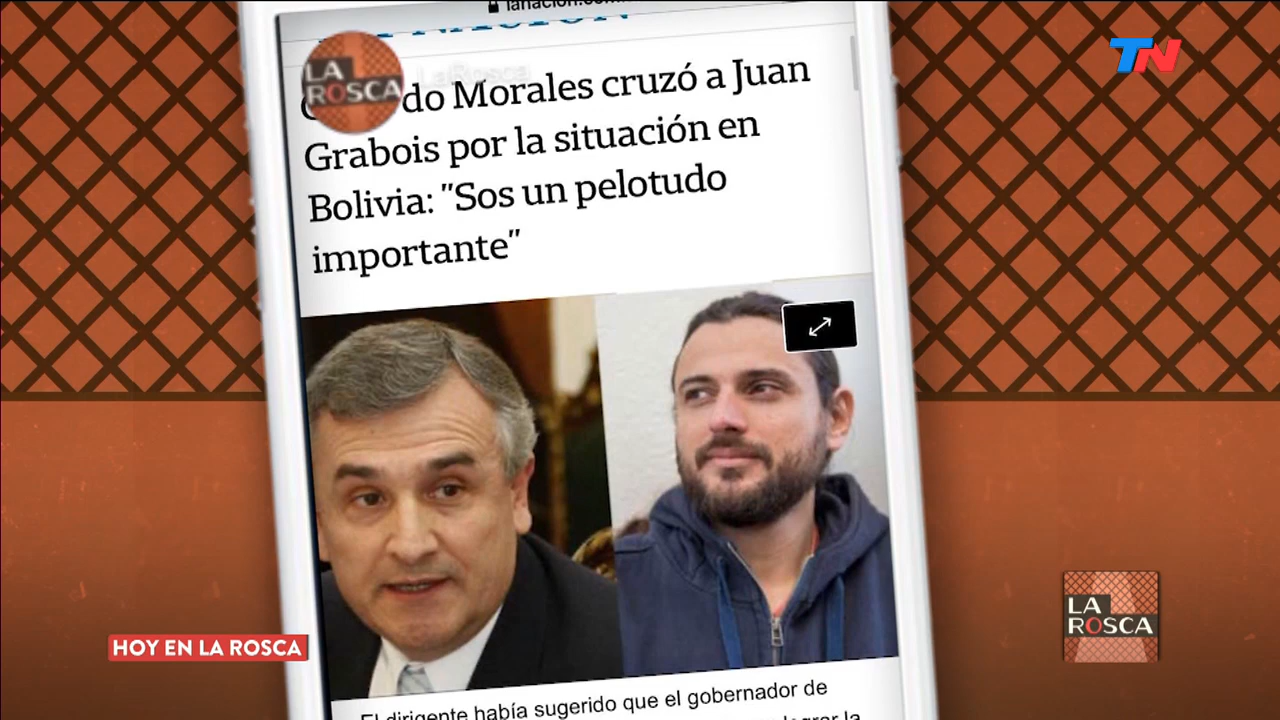 TN
LA
ROSCA
LaRosca
do Morales cruzó a Juan
Grabois por la situación en
Bolivia: "Sos un pelotudo
importante"
HOY EN LA ROSCA
LA
ROSCA
El dirigente había sugerido que el gobernador de